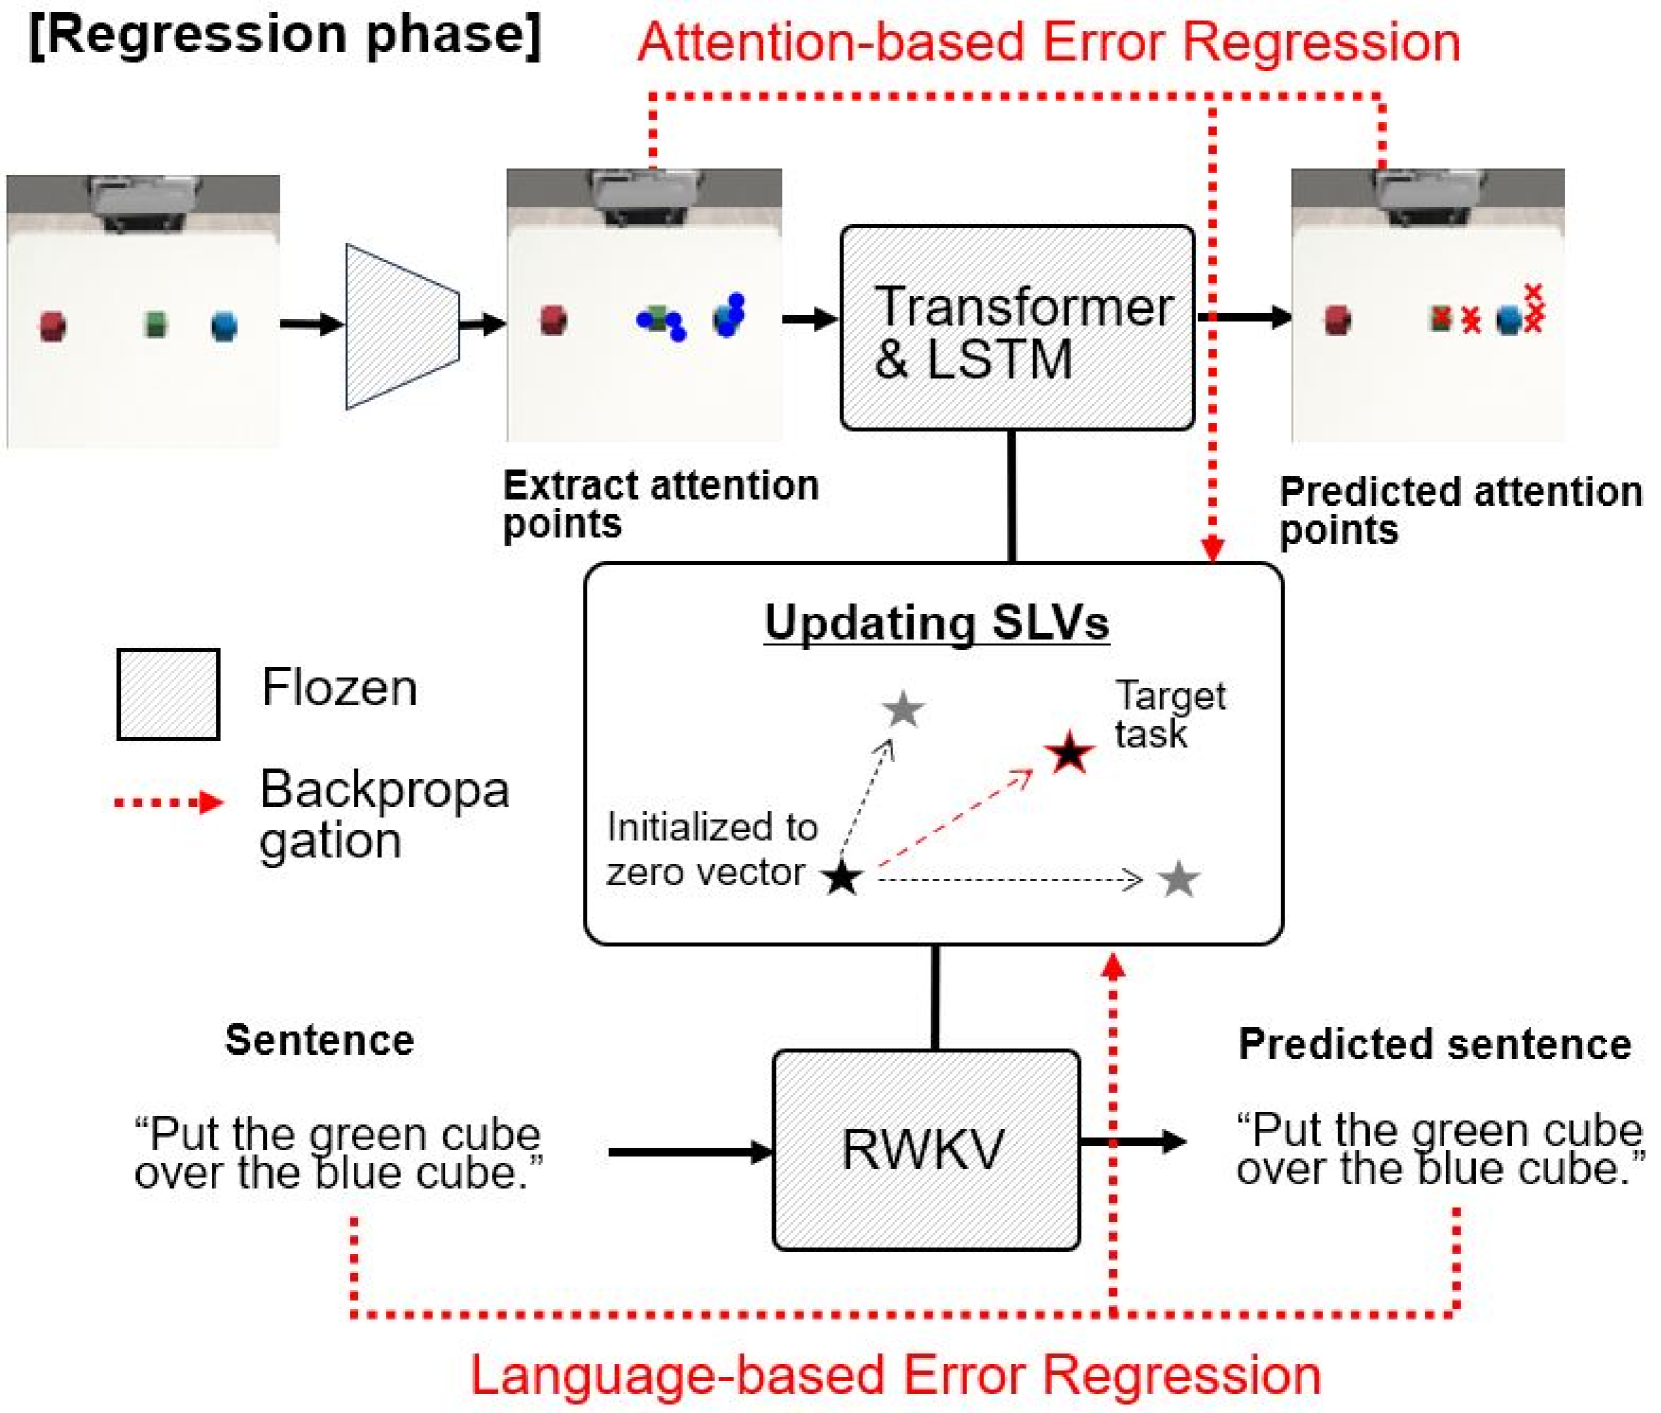 [Regression phase]
Attention-based Error Regression
Transformer
& LSTM
Extract attention
points
Predicted attention
points
Updating SLVs
Target
task
Initialized to
zero vector
Flozen
Backpropa
gation
Sentence
“Put the green cube
over the blue cube.”
RWKV
Predicted sentence
“Put the green cube
over the blue cube.”
Language-based Error Regression